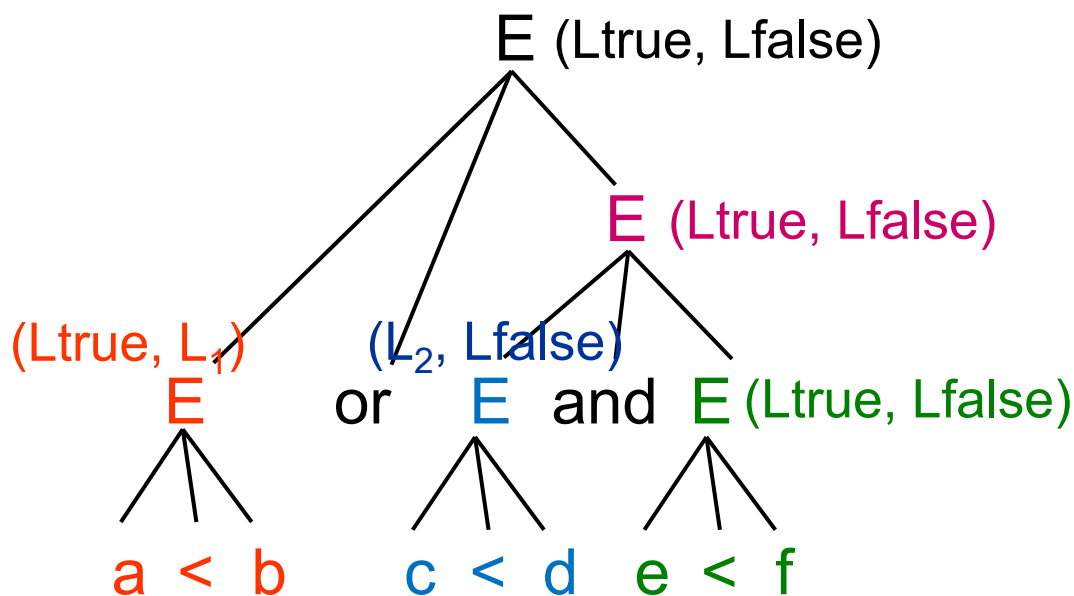 E (Ltrue, Lfalse)
E (Ltrue, Lfalse)
(Ltrue, L₁) (L₂, Lfalse)
E or E and E (Ltrue, Lfalse)
a < b c < d e < f